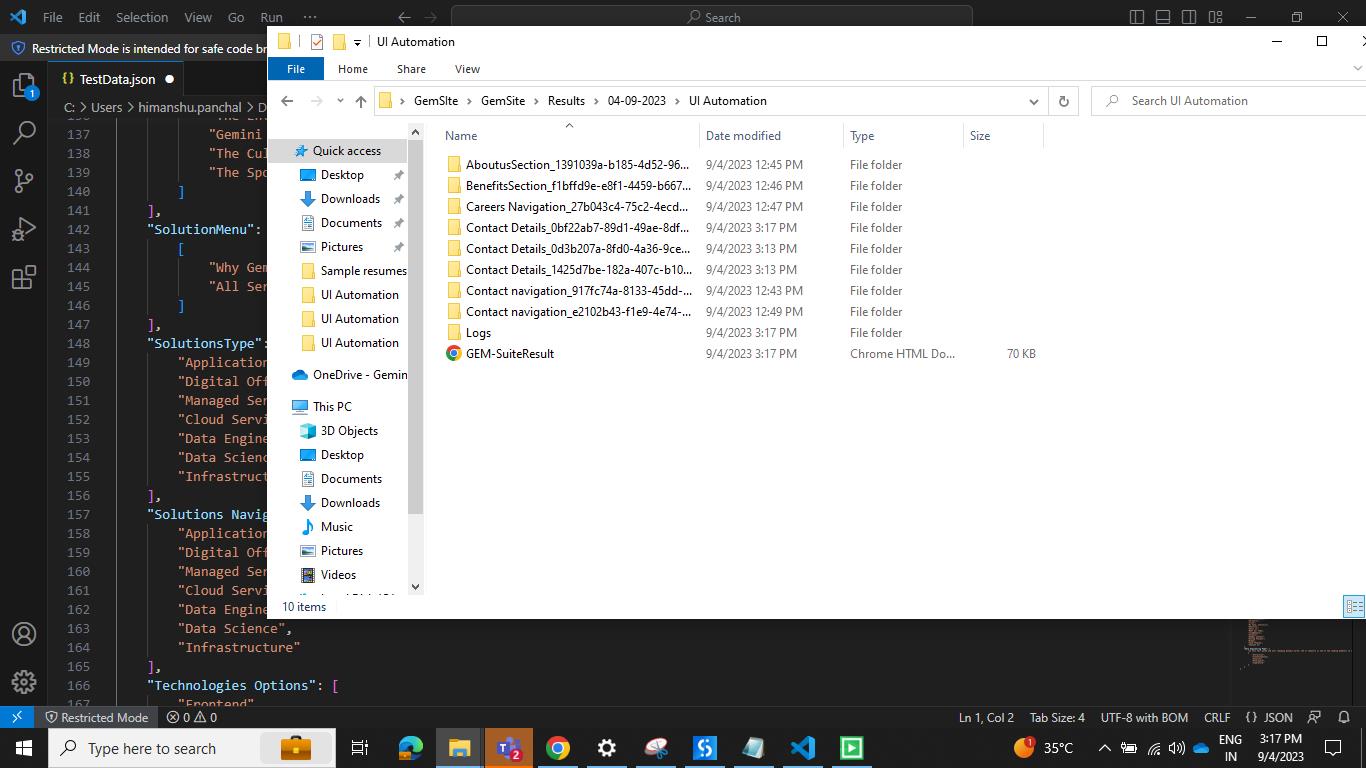 File Edit Selection View Go Run ···
Search
Restricted Mode is intended for safe code br
TestData.json
C: > Users > himanshu.panchal > D
137 "Gemini
138 "The Cul
139 "The Spo
140 ]
141 ],
142 "SolutionMenu":
143 [
144 "Why Gem
145 "All Ser
146 ]
147 ],
148 "SolutionsType":
149 "Application
150 "Digital Off
151 "Managed Ser
152 "Cloud Servi
153 "Data Engine
154 "Data Scienc
155 "Infrastruct
156 ],
157 "Solutions Navig
158 "Application
159 "Digital Off
160 "Managed Ser
161 "Cloud Servi
162 "Data Engine
163 "Data Science",
164 "Infrastructure"
165 ],
166 "Technologies Options": [
167 "Frontend"
UI Automation
File Home Share View
GemSIte > GemSite > Results > 04-09-2023 > UI Automation
Search UI Automation
Quick access
Desktop
Downloads
Documents
Pictures
Sample resumes
UI Automation
UI Automation
UI Automation
OneDrive - Gemin
This PC
3D Objects
Desktop
Documents
Downloads
Music
Pictures
Videos
Name Date modified Type Size
AboutusSection_1391039a-b185-4d52-96... 9/4/2023 12:45 PM File folder
BenefitsSection_f1bffd9e-e8f1-4459-b667... 9/4/2023 12:46 PM File folder
Careers Navigation_27b043c4-75c2-4ecd... 9/4/2023 12:47 PM File folder
Contact Details_0bf22ab7-89d1-49ae-8df... 9/4/2023 3:17 PM File folder
Contact Details_0d3b207a-8fd0-4a36-9ce... 9/4/2023 3:13 PM File folder
Contact Details_1425d7be-182a-407c-b10... 9/4/2023 3:13 PM File folder
Contact navigation_917fc74a-8133-45dd-... 9/4/2023 12:43 PM File folder
Contact navigation_e2102b43-f1e9-4e74-... 9/4/2023 12:49 PM File folder
Logs 9/4/2023 3:17 PM File folder
GEM-SuiteResult 9/4/2023 3:17 PM Chrome HTML Do... 70 KB
10 items
Restricted Mode 0 0 Ln 1, Col 2 Tab Size: 4 UTF-8 with BOM CRLF {} JSON
Type here to search
2
1
35°C
ENG
IN
3:17 PM
9/4/2023